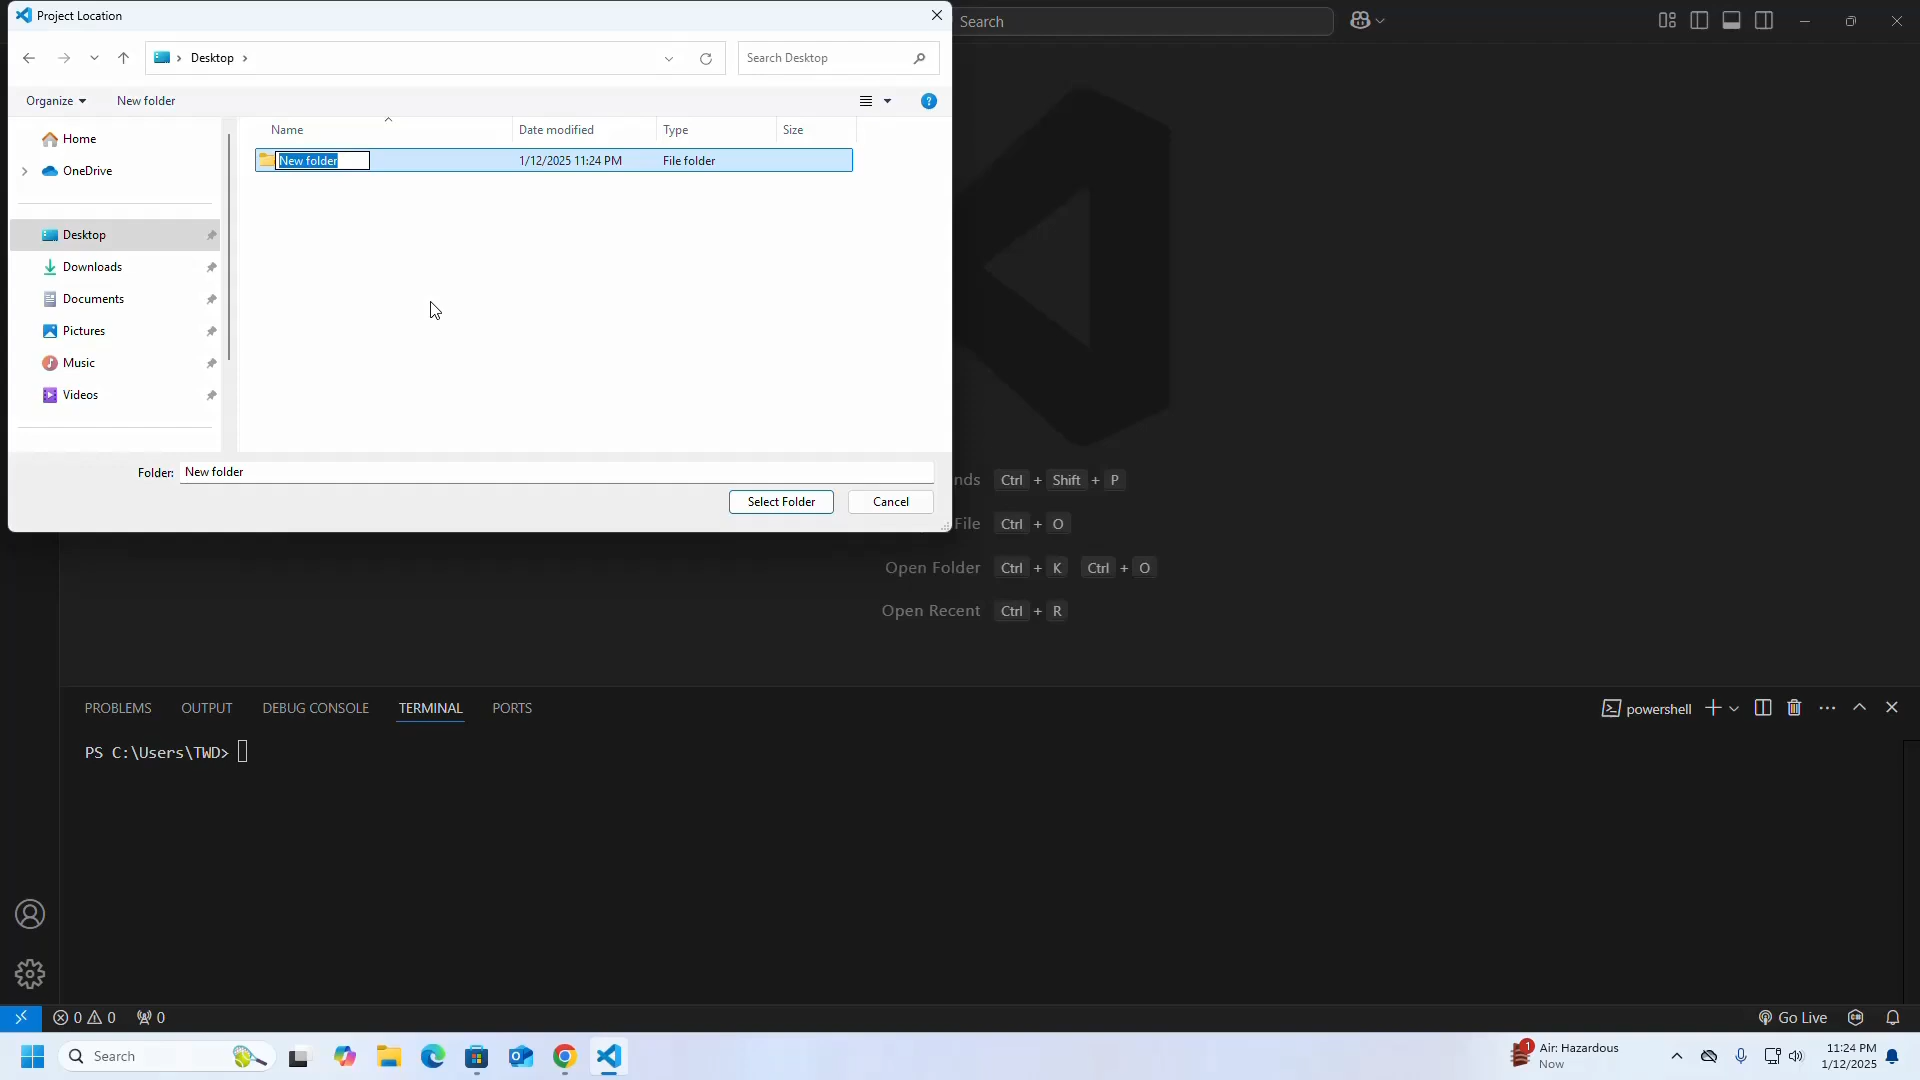 Project Location
Search
Desktop
Search Desktop
Organize
New folder
Home
OneDrive
Desktop
Downloads
Documents
Pictures
Music
Videos
Name
Date modified
Type
Size
New folder
1/12/2025 11:24 PM
File folder
Folder:
New folder
Select Folder
Cancel
nds Ctrl + Shift + P
File Ctrl + O
Open Folder Ctrl + K Ctrl + O
Open Recent Ctrl + R
PROBLEMS
OUTPUT
DEBUG CONSOLE
TERMINAL
PORTS
powershell
PS C:\Users\TWD>
0
0
0
Go Live
Search
1
Air: Hazardous
Now
11:24 PM
1/12/2025